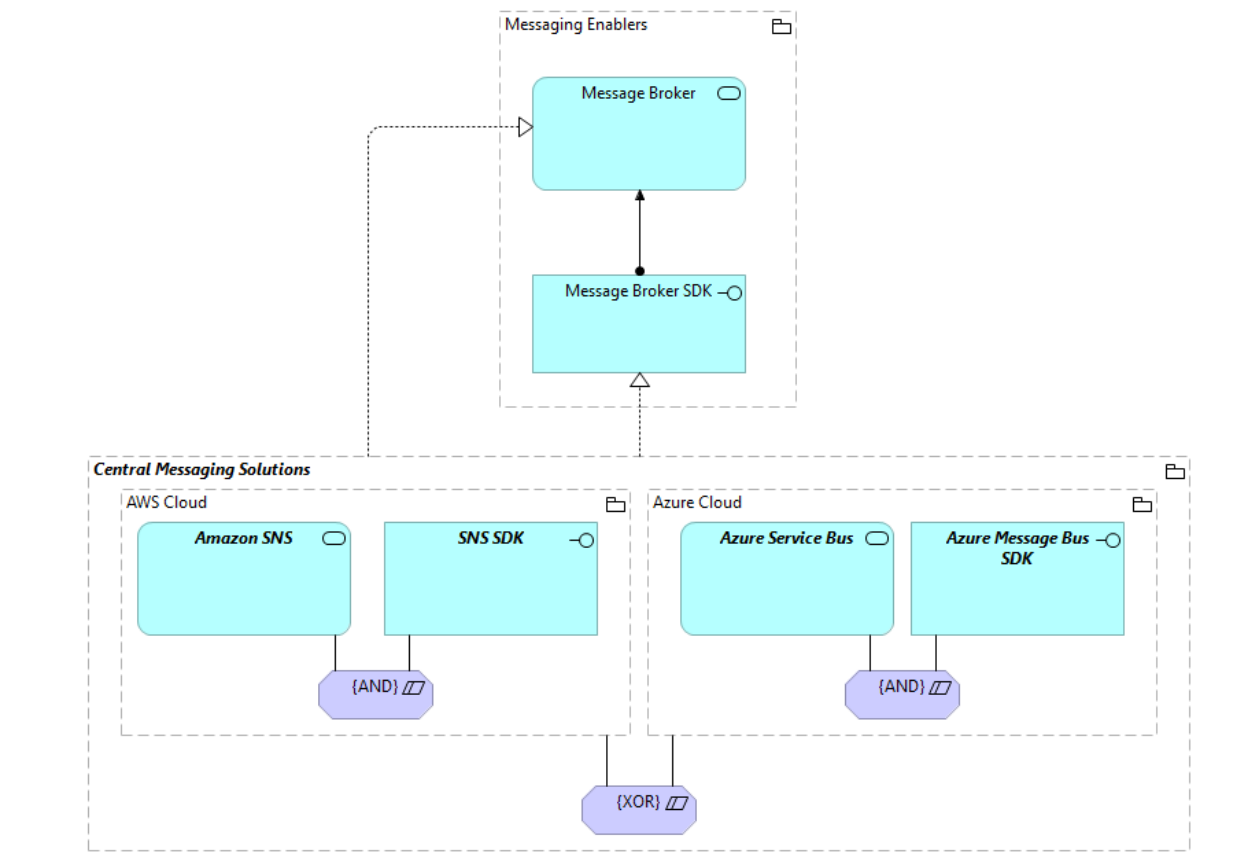 Messaging Enablers
Message Broker
Message Broker SDK
Central Messaging Solutions
AWS Cloud
Azure Cloud
Amazon SNS
SNS SDK
Azure Service Bus
Azure Message Bus
SDK
{AND}
{AND}
{XOR}